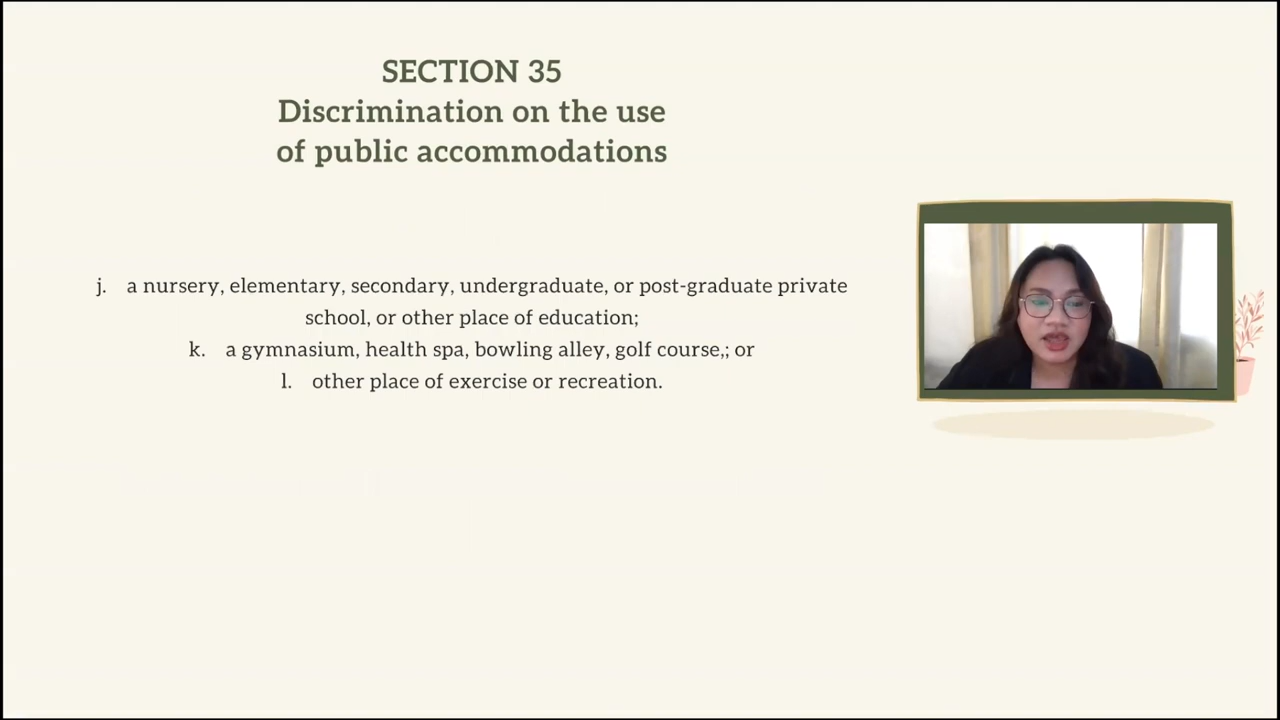 SECTION 35
Discrimination on the use
of public accommodations
j. a nursery, elementary, secondary, undergraduate, or post-graduate private
school, or other place of education;
k. a gymnasium, health spa, bowling alley, golf course,; or
l. other place of exercise or recreation.